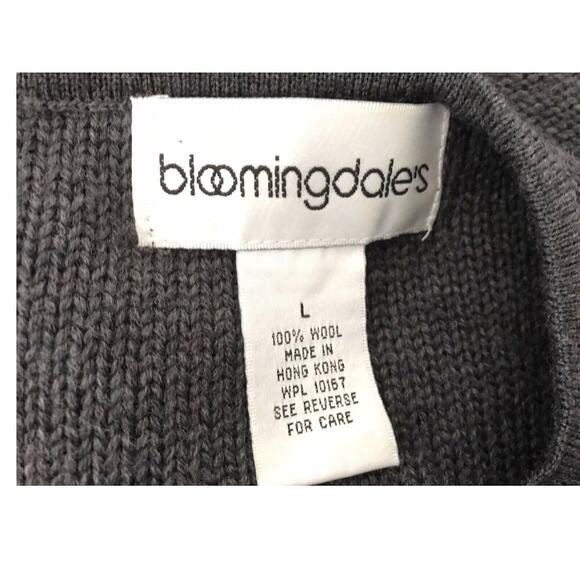 bloomingdale's
L
100% WOOL
MADE IN
HONG KONG
WPL 10167
SEE REVERSE
FOR CARE